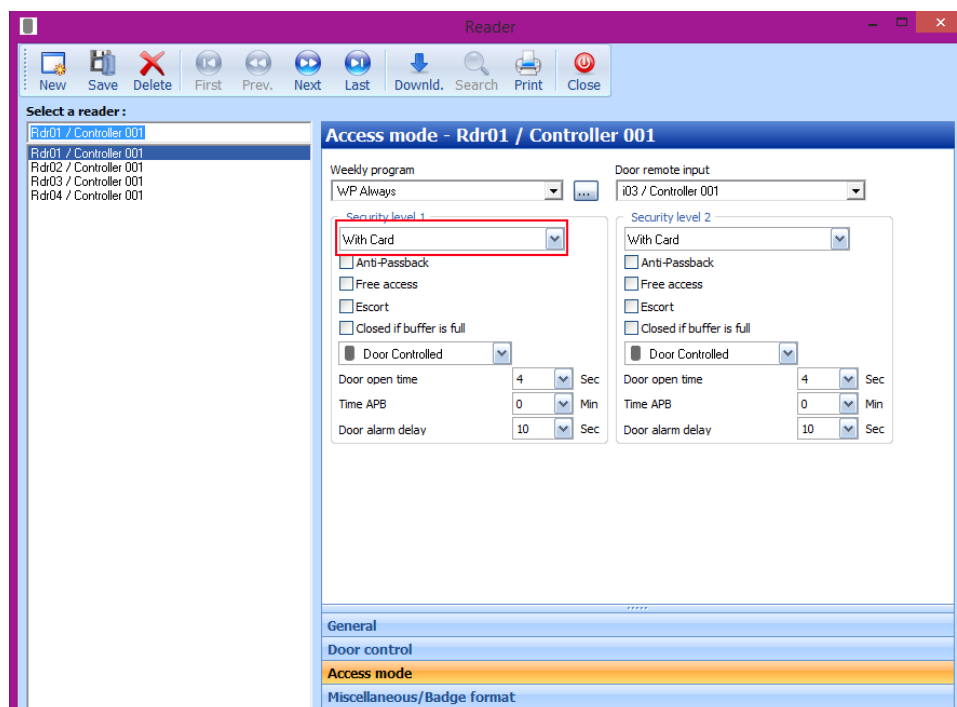 Reader
New Save Delete First Prev. Next Last Downld. Search Print Close
Select a reader :
Rdr01 / Controller 001
Rdr01 / Controller 001
Rdr02 / Controller 001
Rdr03 / Controller 001
Rdr04 / Controller 001
Access mode - Rdr01 / Controller 001
Weekly program
WP Always
...
Door remote input
i03 / Controller 001
Security level 1
With Card
Anti-Passback
Free access
Escort
Closed if buffer is full
Door Controlled
Door open time 4 Sec
Time APB 0 Min
Door alarm delay 10 Sec
Security level 2
With Card
Anti-Passback
Free access
Escort
Closed if buffer is full
Door Controlled
Door open time 4 Sec
Time APB 0 Min
Door alarm delay 10 Sec
General
Door control
Access mode
Miscellaneous/Badge format